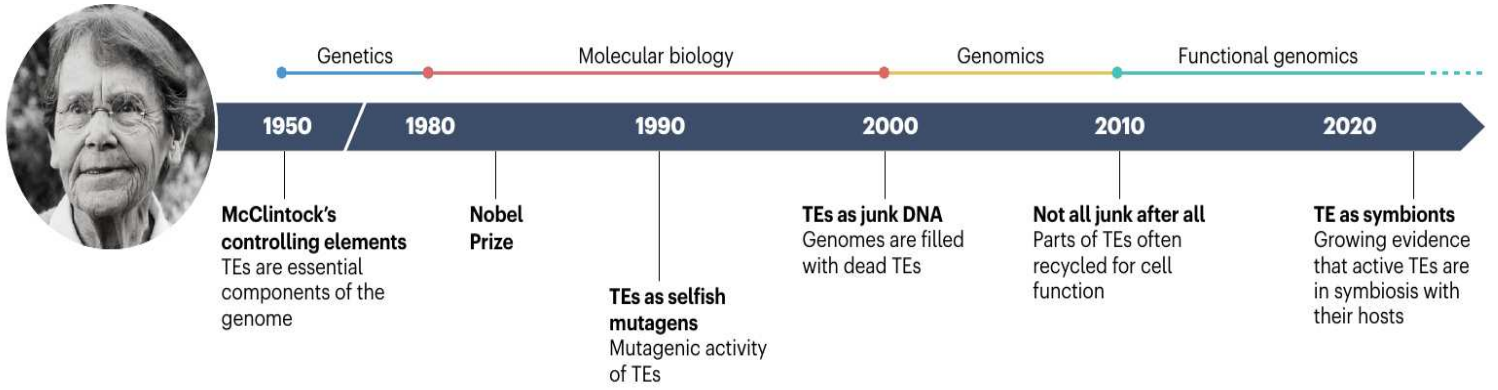 Genetics
Molecular biology
Genomics
Functional genomics
1950
1980
1990
2000
2010
2020
McClintock's
controlling elements
TEs are essential
components of the
genome
Nobel
Prize
TEs as selfish
mutagens
Mutagenic activity
of TEs
TEs as junk DNA
Genomes are filled
with dead TEs
Not all junk after all
Parts of TEs often
recycled for cell
function
TE as symbionts
Growing evidence
that active TEs are
in symbiosis with
their hosts